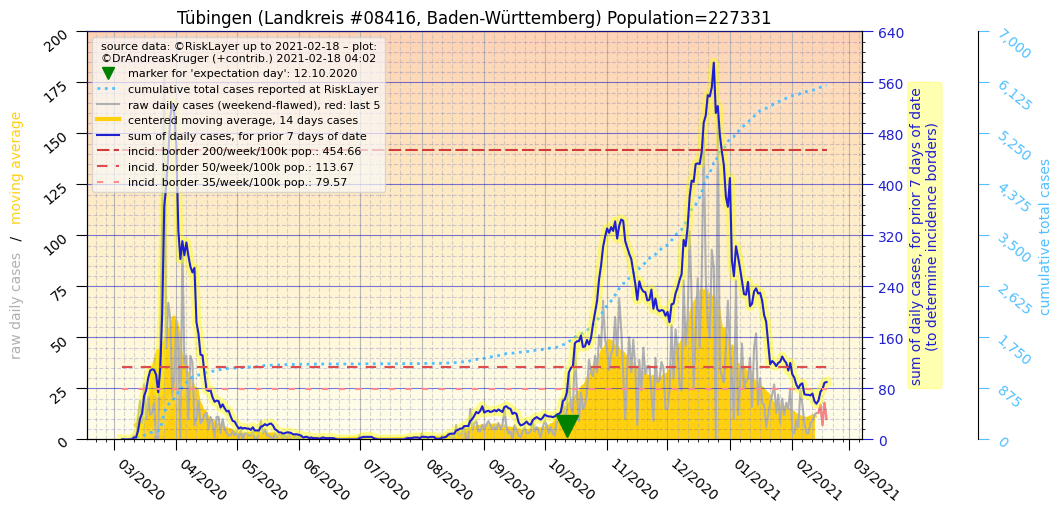 Tübingen (Landkreis #08416, Baden-Württemberg) Population=227331
source data: ©RiskLayer up to 2021-02-18 – plot:
©DrAndreasKruger (+contrib.) 2021-02-18 04:02
marker for 'expectation day': 12.10.2020
cumulative total cases reported at RiskLayer
raw daily cases (weekend-flawed), red: last 5
centered moving average, 14 days cases
sum of daily cases, for prior 7 days of date
incid. border 200/week/100k pop.: 454.66
incid. border 50/week/100k pop.: 113.67
incid. border 35/week/100k pop.: 79.57
raw daily cases / moving average
200
175
150
125
100
75
50
25
0
03/2020
04/2020
05/2020
06/2020
07/2020
08/2020
09/2020
10/2020
11/2020
12/2020
01/2021
02/2021
03/2021
640
560
480
400
320
240
160
80
0
sum of daily cases, for prior 7 days of date
(to determine incidence borders)
7,000
6,125
5,250
4,375
3,500
2,625
1,750
875
0
cumulative total cases